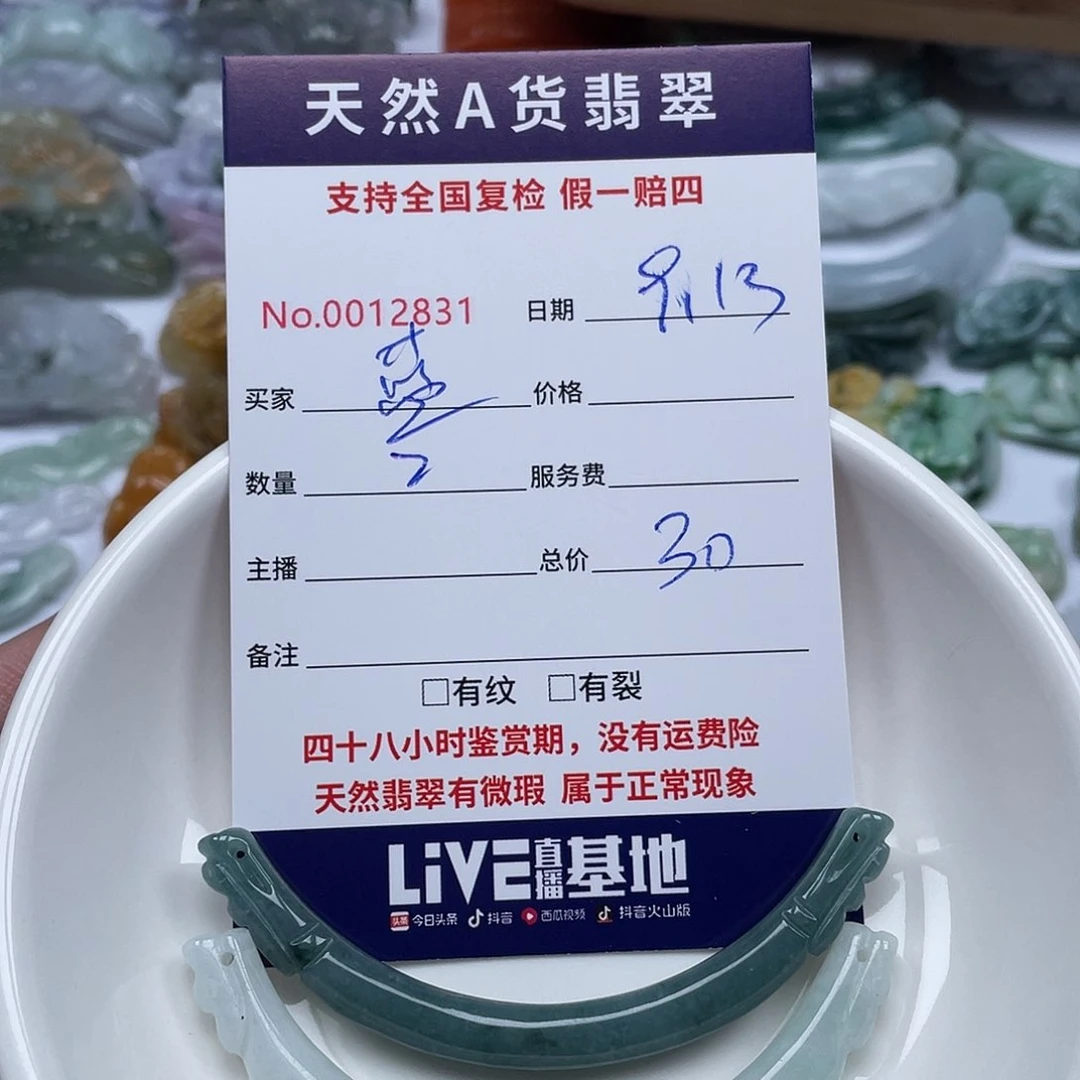 天然A货翡翠
支持全国复检 假一赔四
No.0012831 日期 9.13
买家 价格
数量 2 服务费
主播 总价 30
备注
□有纹 □有裂
四十八小时鉴赏期，没有运费险
天然翡翠有微瑕 属于正常现象
LiVE直播基地
头条 今日头条 抖音 西瓜视频 抖音火山版